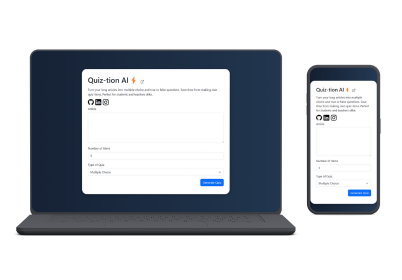 Quiz-tion AI
Turn your long articles into multiple choice and true or false questions. Save time from making own
quiz items. Perfect for students and teachers alike.
Article
Number of Items
5
Type of Quiz
Multiple Choice
Generate Quiz
Quiz-tion AI
Turn your long articles into multiple
choice and true or false questions. Save
time from making own quiz items. Perfect
for students and teachers alike.
Article
Number of Items
5
Type of Quiz
Multiple Choice
Generate Quiz